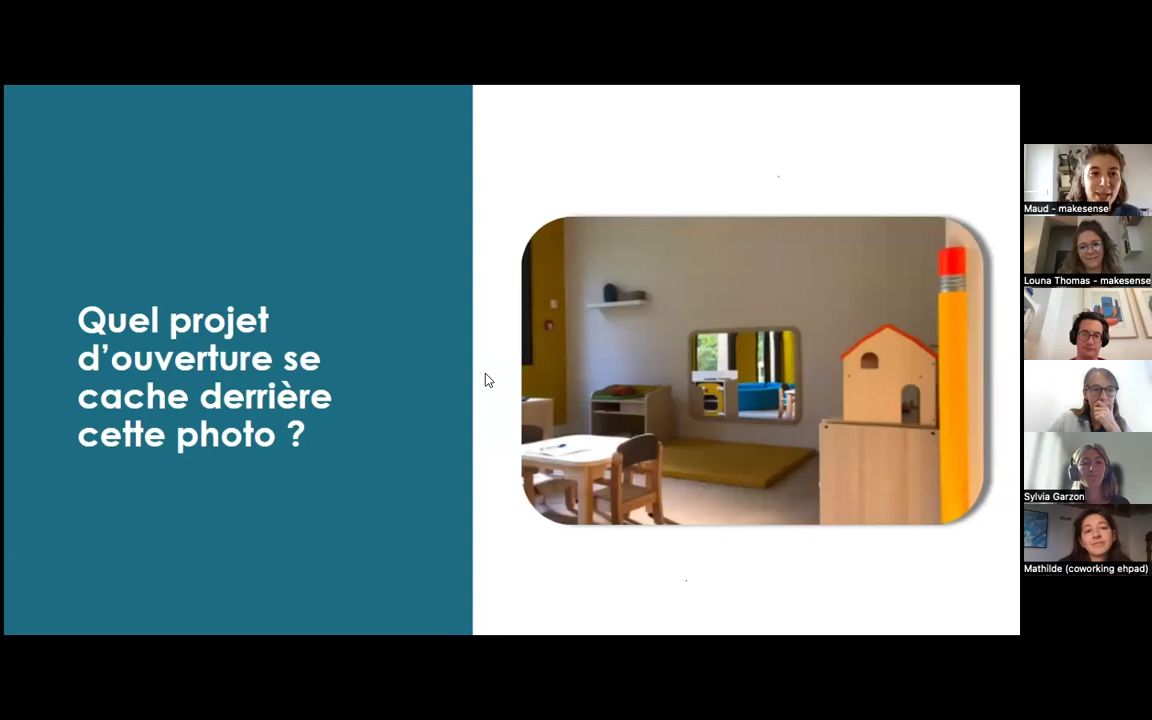 Quel projet
d’ouverture se
cache derrière
cette photo ?
Maud - makesense
Louna Thomas - makesense
Sylvia Garzon
Mathilde (coworking ehpad)